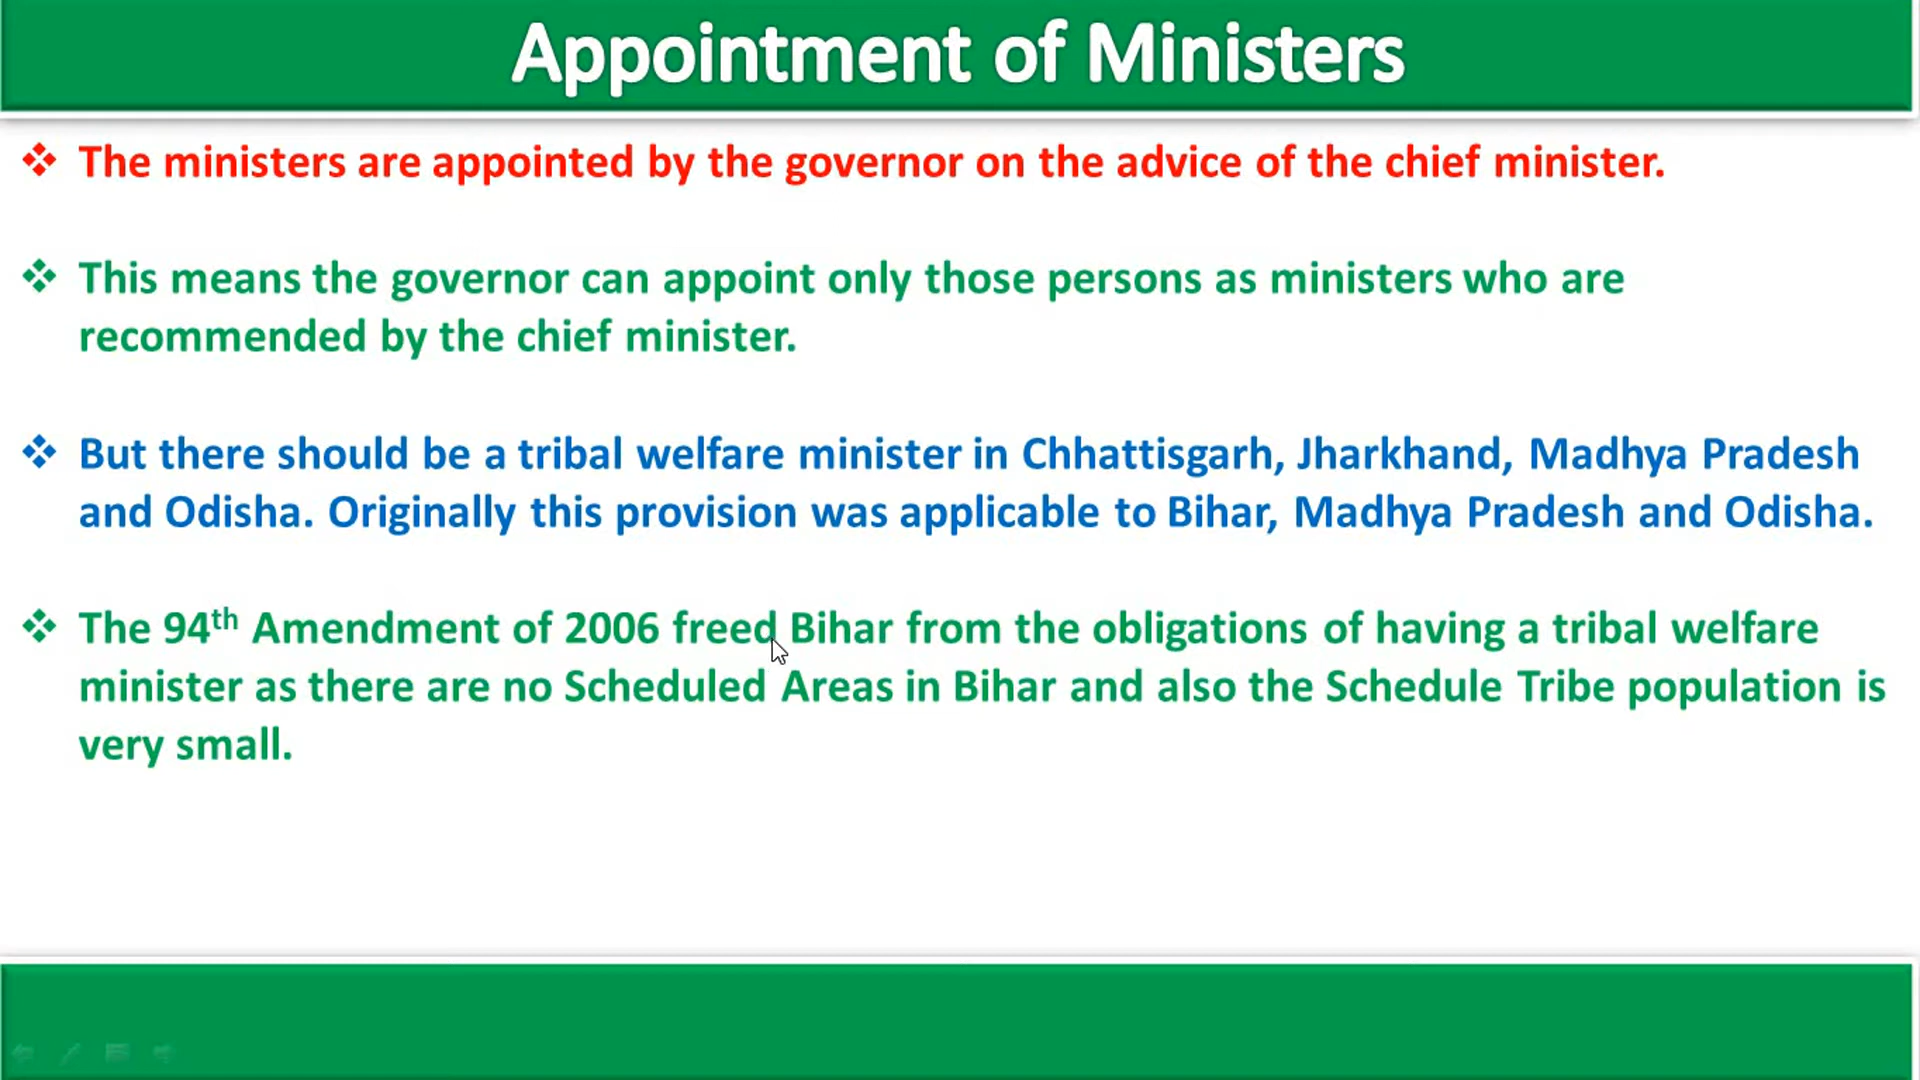 Appointment of Ministers
❖ The ministers are appointed by the governor on the advice of the chief minister.
❖ This means the governor can appoint only those persons as ministers who are
recommended by the chief minister.
❖ But there should be a tribal welfare minister in Chhattisgarh, Jharkhand, Madhya Pradesh
and Odisha. Originally this provision was applicable to Bihar, Madhya Pradesh and Odisha.
❖ The 94th Amendment of 2006 freed Bihar from the obligations of having a tribal welfare
minister as there are no Scheduled Areas in Bihar and also the Schedule Tribe population is
very small.